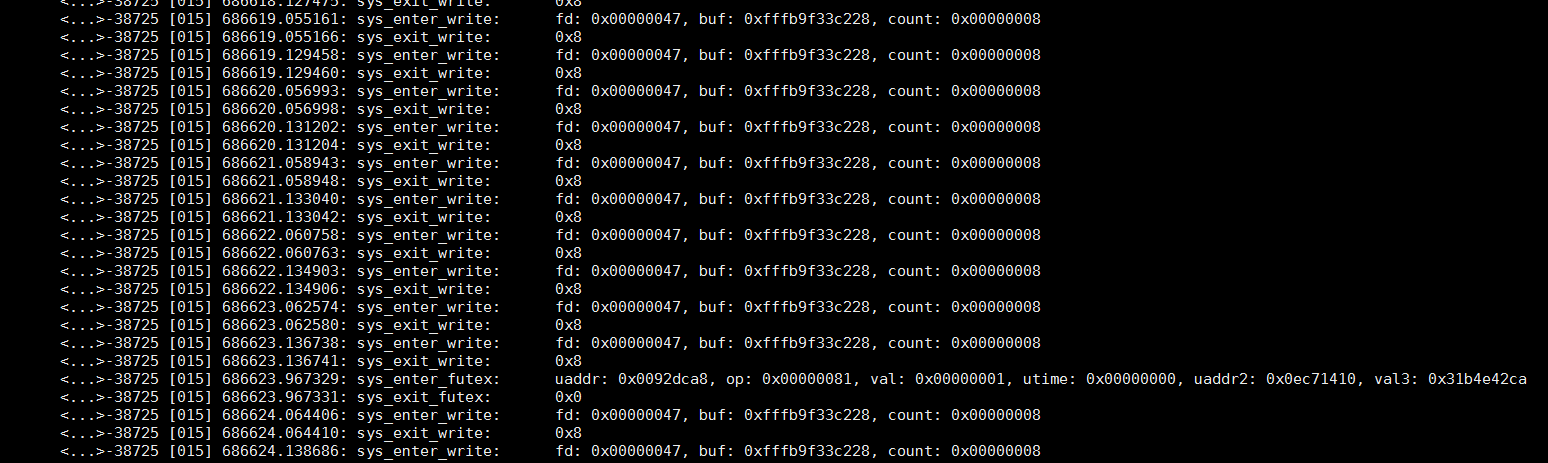 <...>-38725 [015] 686618.127475: sys_exit_write: 0x8
<...>-38725 [015] 686619.055161: sys_enter_write: fd: 0x00000047, buf: 0xfffb9f33c228, count: 0x00000008
<...>-38725 [015] 686619.055166: sys_exit_write: 0x8
<...>-38725 [015] 686619.129458: sys_enter_write: fd: 0x00000047, buf: 0xfffb9f33c228, count: 0x00000008
<...>-38725 [015] 686619.129460: sys_exit_write: 0x8
<...>-38725 [015] 686620.056993: sys_enter_write: fd: 0x00000047, buf: 0xfffb9f33c228, count: 0x00000008
<...>-38725 [015] 686620.056998: sys_exit_write: 0x8
<...>-38725 [015] 686620.131202: sys_enter_write: fd: 0x00000047, buf: 0xfffb9f33c228, count: 0x00000008
<...>-38725 [015] 686620.131204: sys_exit_write: 0x8
<...>-38725 [015] 686621.058943: sys_enter_write: fd: 0x00000047, buf: 0xfffb9f33c228, count: 0x00000008
<...>-38725 [015] 686621.058948: sys_exit_write: 0x8
<...>-38725 [015] 686621.133040: sys_enter_write: fd: 0x00000047, buf: 0xfffb9f33c228, count: 0x00000008
<...>-38725 [015] 686621.133042: sys_exit_write: 0x8
<...>-38725 [015] 686622.060758: sys_enter_write: fd: 0x00000047, buf: 0xfffb9f33c228, count: 0x00000008
<...>-38725 [015] 686622.060763: sys_exit_write: 0x8
<...>-38725 [015] 686622.134903: sys_enter_write: fd: 0x00000047, buf: 0xfffb9f33c228, count: 0x00000008
<...>-38725 [015] 686622.134906: sys_exit_write: 0x8
<...>-38725 [015] 686623.062574: sys_enter_write: fd: 0x00000047, buf: 0xfffb9f33c228, count: 0x00000008
<...>-38725 [015] 686623.062580: sys_exit_write: 0x8
<...>-38725 [015] 686623.136738: sys_enter_write: fd: 0x00000047, buf: 0xfffb9f33c228, count: 0x00000008
<...>-38725 [015] 686623.136741: sys_exit_write: 0x8
<...>-38725 [015] 686623.967329: sys_enter_futex: uaddr: 0x0092dca8, op: 0x00000081, val: 0x00000001, utime: 0x00000000, uaddr2: 0x0ec71410, val3: 0x31b4e42ca
<...>-38725 [015] 686623.967331: sys_exit_futex: 0x0
<...>-38725 [015] 686624.064406: sys_enter_write: fd: 0x00000047, buf: 0xfffb9f33c228, count: 0x00000008
<...>-38725 [015] 686624.064410: sys_exit_write: 0x8
<...>-38725 [015] 686624.138686: sys_enter_write: fd: 0x00000047, buf: 0xfffb9f33c228, count: 0x00000008